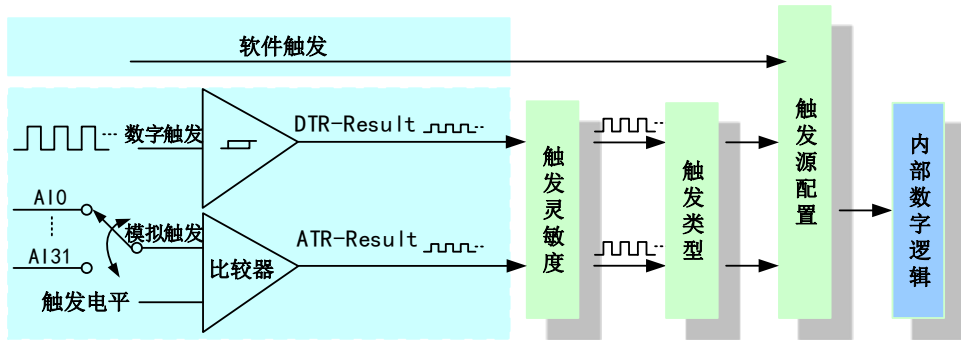 软件触发
数字触发
DTR-Result
AI0
AI31
模拟触发
触发电平
比较器
ATR-Result
触发灵敏度
触发类型
触发源配置
内部数字逻辑